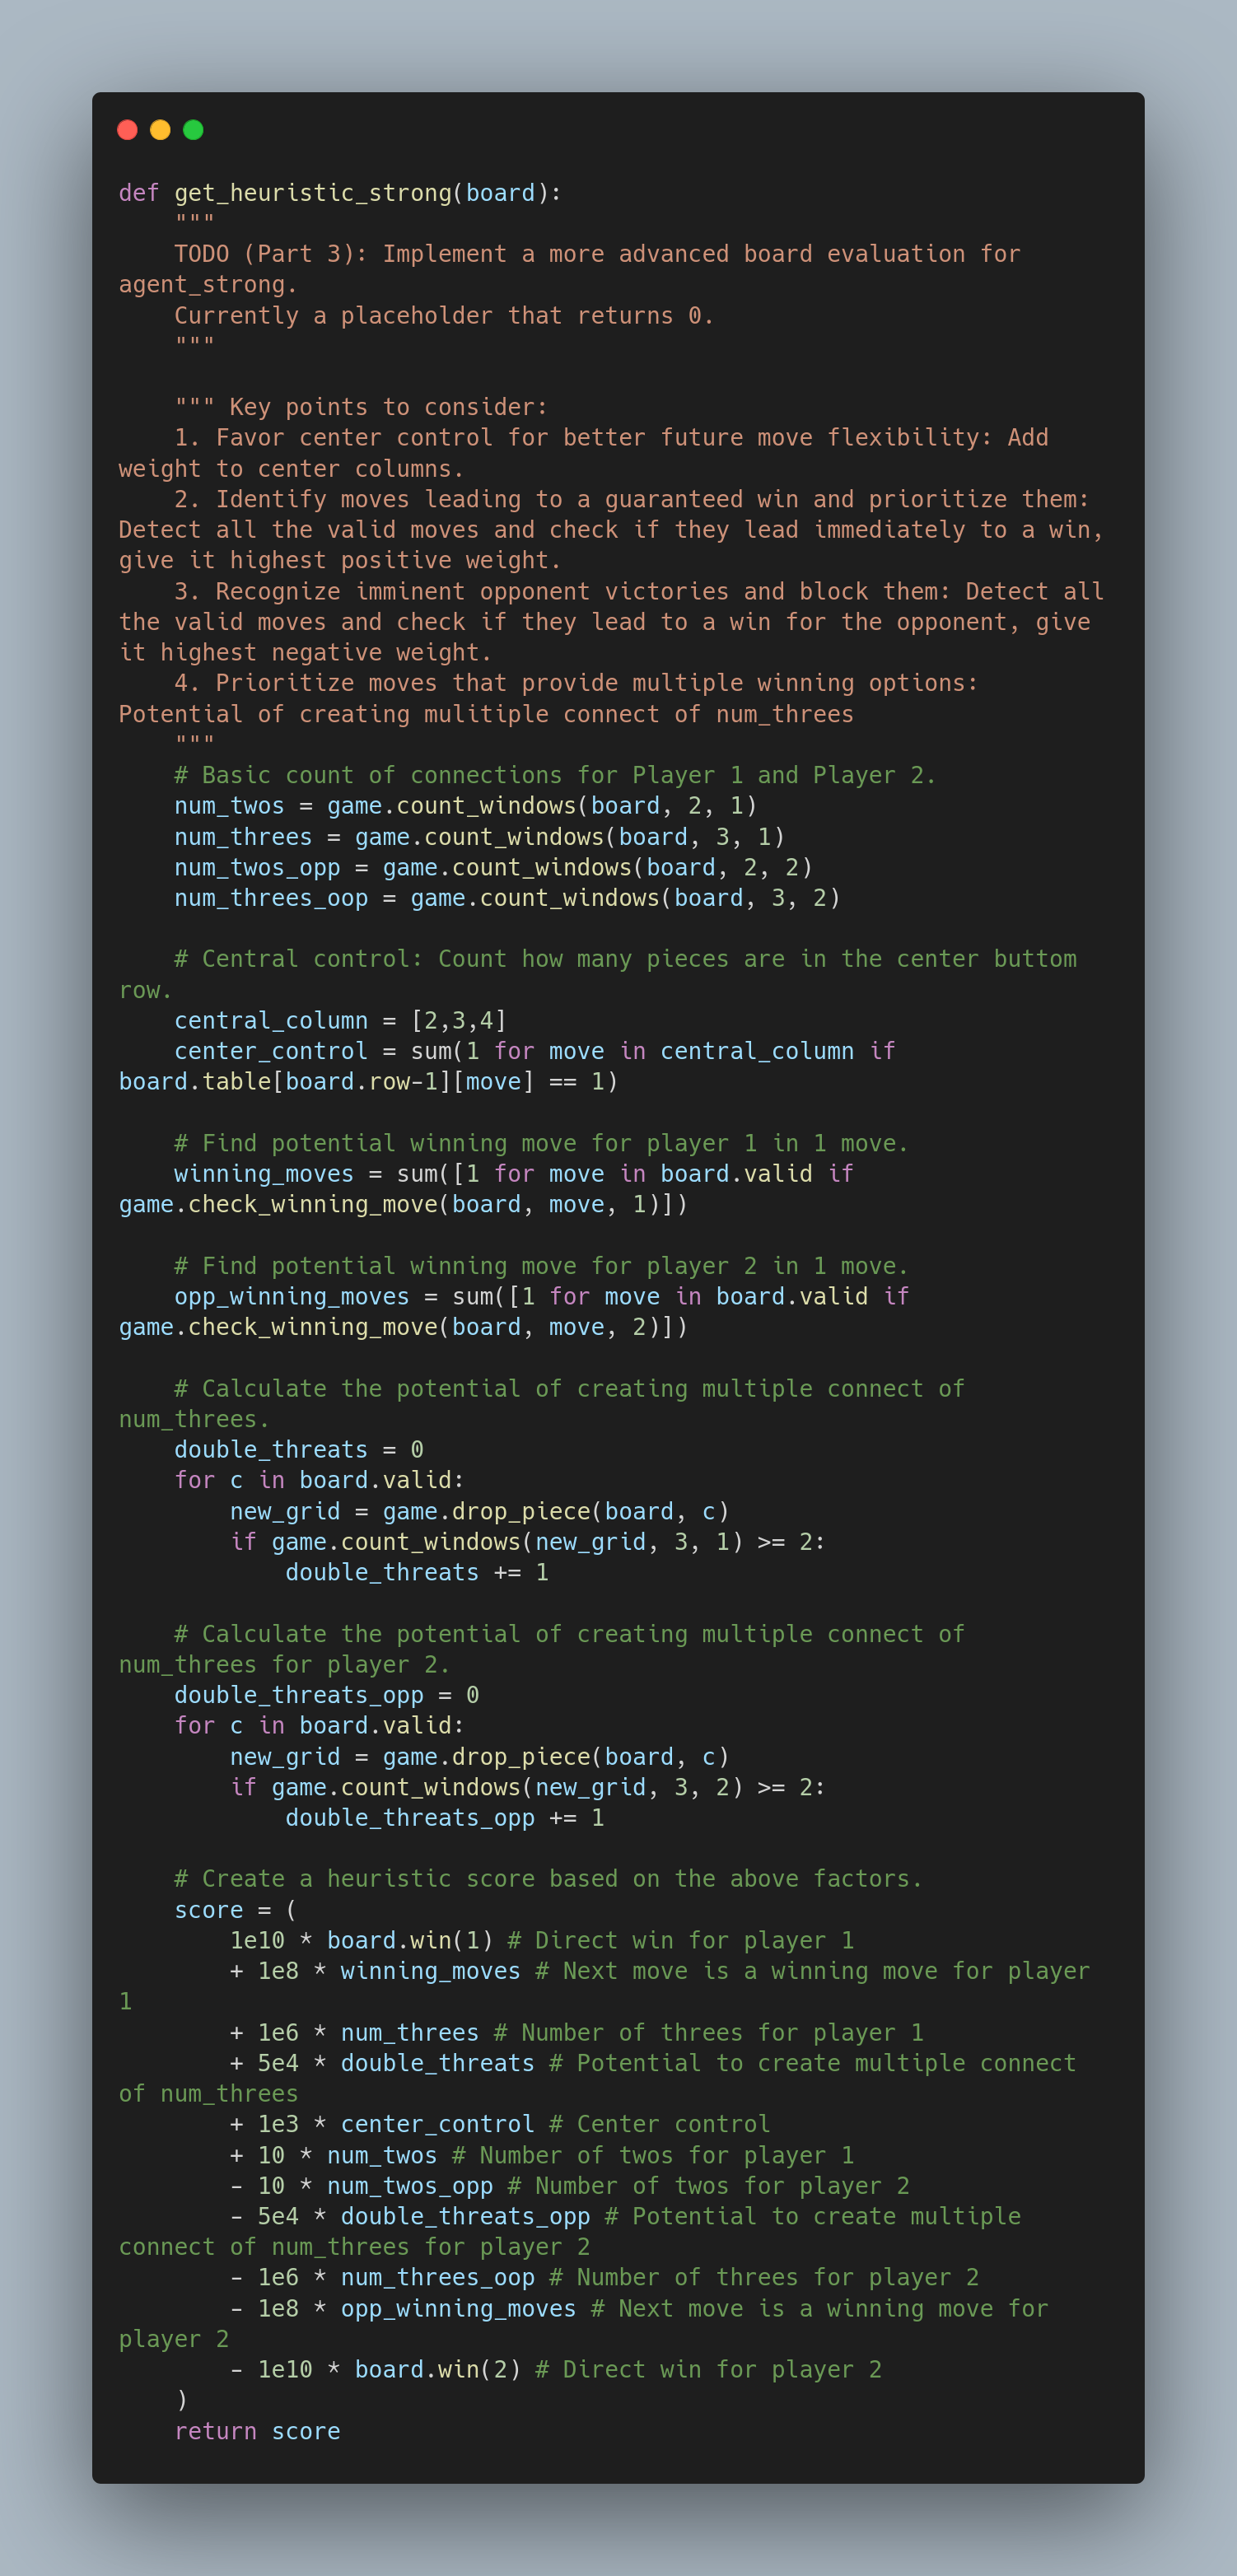 def get_heuristic_strong(board):
    """
    TODO (Part 3): Implement a more advanced board evaluation for
agent_strong.
    Currently a placeholder that returns 0.
    """

    """ Key points to consider:
    1. Favor center control for better future move flexibility: Add
weight to center columns.
    2. Identify moves leading to a guaranteed win and prioritize them:
Detect all the valid moves and check if they lead immediately to a win,
give it highest positive weight.
    3. Recognize imminent opponent victories and block them: Detect all
the valid moves and check if they lead to a win for the opponent, give
it highest negative weight.
    4. Prioritize moves that provide multiple winning options:
Potential of creating mulitiple connect of num_threes
    """
    # Basic count of connections for Player 1 and Player 2.
    num_twos = game.count_windows(board, 2, 1)
    num_threes = game.count_windows(board, 3, 1)
    num_twos_opp = game.count_windows(board, 2, 2)
    num_threes_oop = game.count_windows(board, 3, 2)

    # Central control: Count how many pieces are in the center buttom
row.
    central_column = [2,3,4]
    center_control = sum(1 for move in central_column if
board.table[board.row-1][move] == 1)

    # Find potential winning move for player 1 in 1 move.
    winning_moves = sum([1 for move in board.valid if
game.check_winning_move(board, move, 1)])

    # Find potential winning move for player 2 in 1 move.
    opp_winning_moves = sum([1 for move in board.valid if
game.check_winning_move(board, move, 2)])

    # Calculate the potential of creating multiple connect of
num_threes.
    double_threats = 0
    for c in board.valid:
        new_grid = game.drop_piece(board, c)
        if game.count_windows(new_grid, 3, 1) >= 2:
            double_threats += 1

    # Calculate the potential of creating multiple connect of
num_threes for player 2.
    double_threats_opp = 0
    for c in board.valid:
        new_grid = game.drop_piece(board, c)
        if game.count_windows(new_grid, 3, 2) >= 2:
            double_threats_opp += 1

    # Create a heuristic score based on the above factors.
    score = (
        1e10 * board.win(1) # Direct win for player 1
        + 1e8 * winning_moves # Next move is a winning move for player
1
        + 1e6 * num_threes # Number of threes for player 1
        + 5e4 * double_threats # Potential to create multiple connect
of num_threes
        + 1e3 * center_control # Center control
        + 10 * num_twos # Number of twos for player 1
        - 10 * num_twos_opp # Number of twos for player 2
        - 5e4 * double_threats_opp # Potential to create multiple
connect of num_threes for player 2
        - 1e6 * num_threes_oop # Number of threes for player 2
        - 1e8 * opp_winning_moves # Next move is a winning move for
player 2
        - 1e10 * board.win(2) # Direct win for player 2
    )
    return score